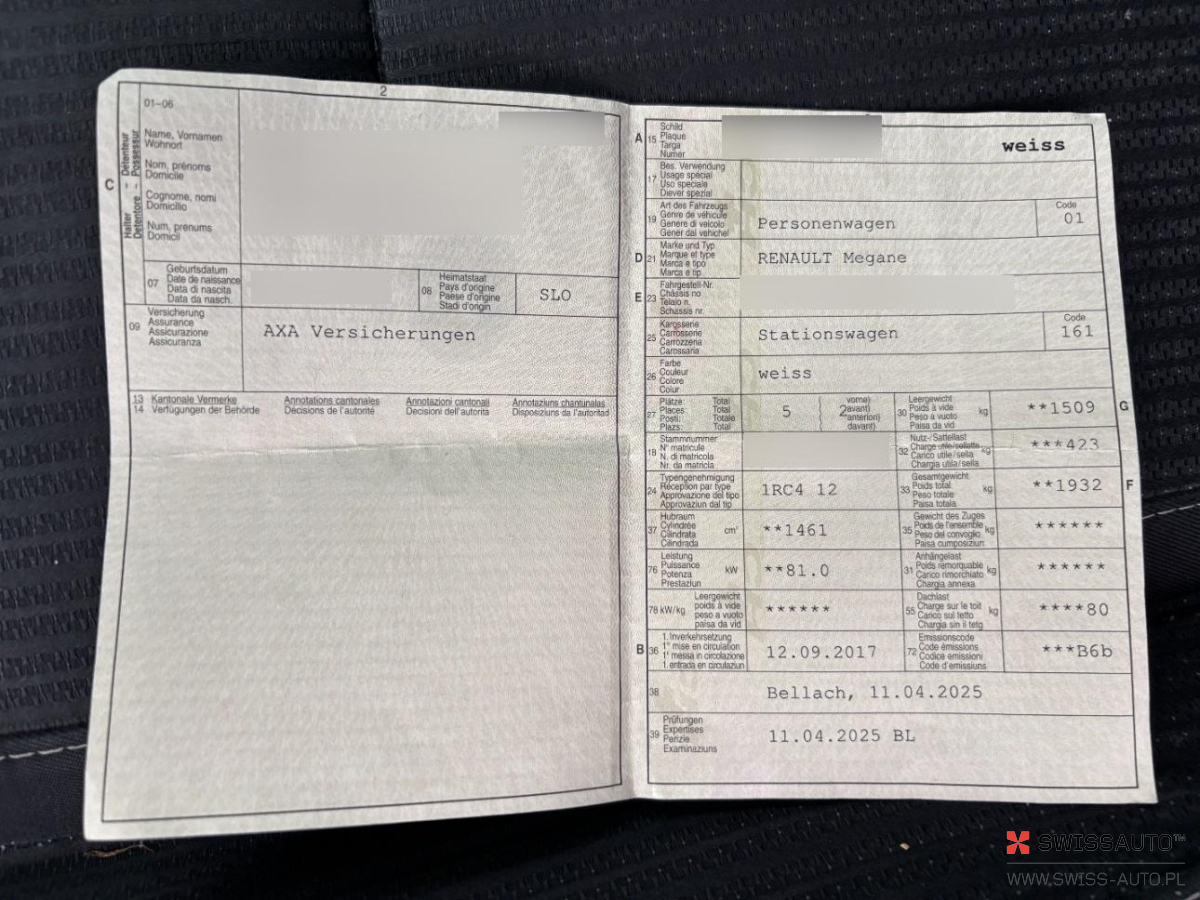 2
01–06
C
Halter – Détenteur
Detentore – Possessur
Name, Vornamen
Wohnort
Nom, prénoms
Domicile
Cognome, nomi
Domicilio
Num, prenums
Domicil
07
Geburtsdatum
Date de naissance
Data di nascita
Data da nasch.
08
Heimatstaat
Pays d'origine
Paese d'origine
Stadi d'origin
SLO
09
Versicherung
Assurance
Assicurazione
Assicuranza
AXA Versicherungen
13 Kantonale Vermerke Annotations cantonales Annotazioni cantonali Annotaziuns chantunalas
14 Verfügungen der Behörde Décisions de l'autorité Decisioni dell'autorità Disposiziuns da l'autoritad
A 15
Schild
Plaque
Targa
Numer
weiss
17
Bes. Verwendung
Usage spécial
Uso speciale
Diever spezial
19
Art des Fahrzeugs
Genre de véhicule
Genere di veicolo
Gener dal vehichel
Personenwagen
Code
01
D 21
Marke und Typ
Marque et type
Marca e tipo
Marca e tip
RENAULT Megane
E 23
Fahrgestell-Nr.
Châssis no
Telaio n.
Schassis nr.
25
Karosserie
Carrosserie
Carrozzeria
Carossaria
Stationswagen
Code
161
26
Farbe
Couleur
Colore
Colur
weiss
27
Plätze: Total
Places: Total
Posti: Totale
Plazs: Total
5
2
vorne)
avant)
anteriori)
davant)
30
Leergewicht
Poids à vide
Peso a vuoto
Paisa da vid
kg
**1509
G
18
Stammnummer
N° matricule
N. di matricola
Nr. da matricla
32
Nutz-/Sattellast
Charge utile/sellette
Carico utile/sella
Chargia utila/sella
kg
***423
24
Typengenehmigung
Réception par type
Approvazione del tipo
Approvaziun dal tip
1RC4 12
33
Gesamtgewicht
Poids total
Peso totale
Paisa totala
kg
**1932
F
37
Hubraum
Cylindrée
Cilindrata
Cilindrada
cm³
**1461
35
Gewicht des Zuges
Poids de l'ensemble
Peso del convoglio
Paisa cumposiziun
kg
******
76
Leistung
Puissance
Potenza
Prestaziun
kW
**81.0
31
Anhängelast
Poids remorquable
Carico rimorchiato
Chargia annexa
kg
******
78 kW/kg
Leergewicht
poids à vide
peso a vuoto
paisa da vid
******
55
Dachlast
Charge sur le toit
Carico sul tetto
Chargia sin il tetg
kg
****80
B 36
1. Inverkehrsetzung
1re mise en circulation
1a messa in circolazione
1. entrada en circulaziun
12.09.2017
72
Emissionscode
Code émissions
Codice emissioni
Code d'emissiuns
***B6b
38
Bellach, 11.04.2025
39
Prüfungen
Expertises
Perizie
Examinaziuns
11.04.2025 BL
SWISSAUTO™
WWW.SWISS-AUTO.PL